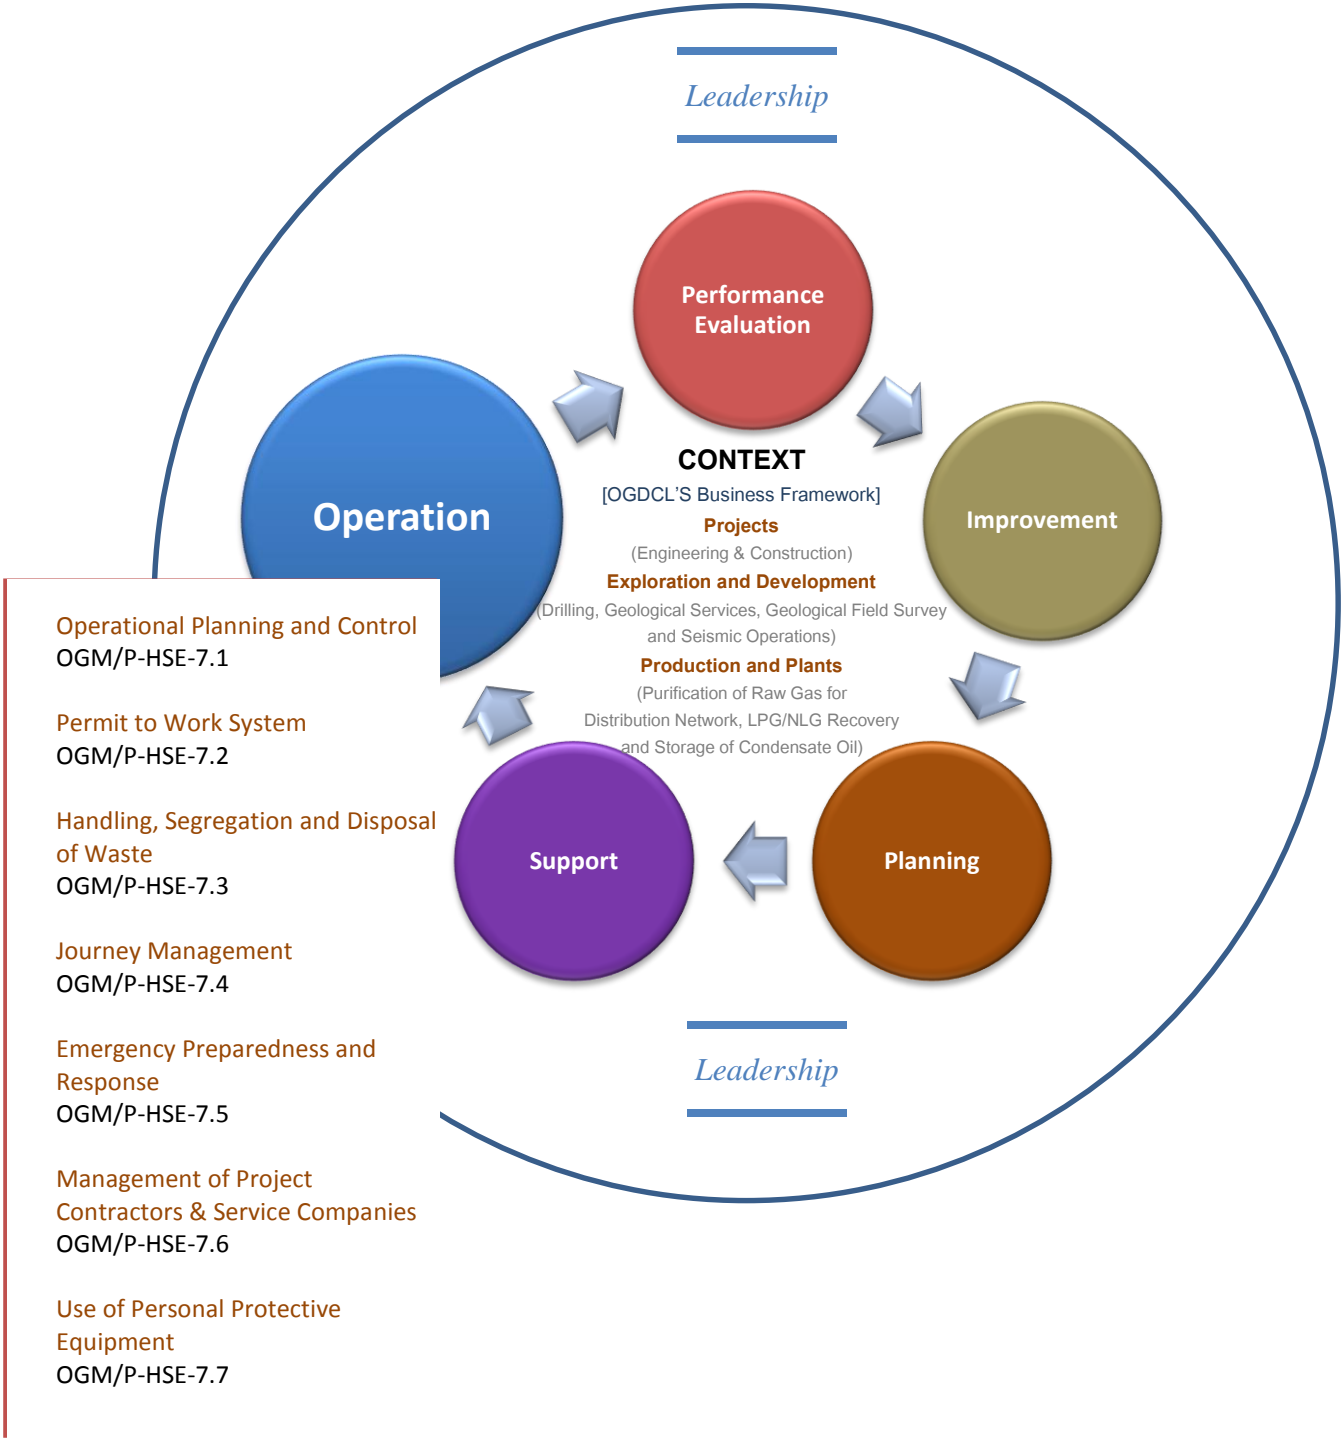 Leadership
Performance
Evaluation
CONTEXT
[OGDCL'S Business Framework]
Projects
(Engineering & Construction)
Exploration and Development
(Drilling, Geological Services, Geological Field Survey
and Seismic Operations)
Production and Plants
(Purification of Raw Gas for
Distribution Network, LPG/NLG Recovery
and Storage of Condensate Oil)
Operation
Improvement
Support
Planning
Leadership
Operational Planning and Control
OGM/P-HSE-7.1
Permit to Work System
OGM/P-HSE-7.2
Handling, Segregation and Disposal
of Waste
OGM/P-HSE-7.3
Journey Management
OGM/P-HSE-7.4
Emergency Preparedness and
Response
OGM/P-HSE-7.5
Management of Project
Contractors & Service Companies
OGM/P-HSE-7.6
Use of Personal Protective
Equipment
OGM/P-HSE-7.7